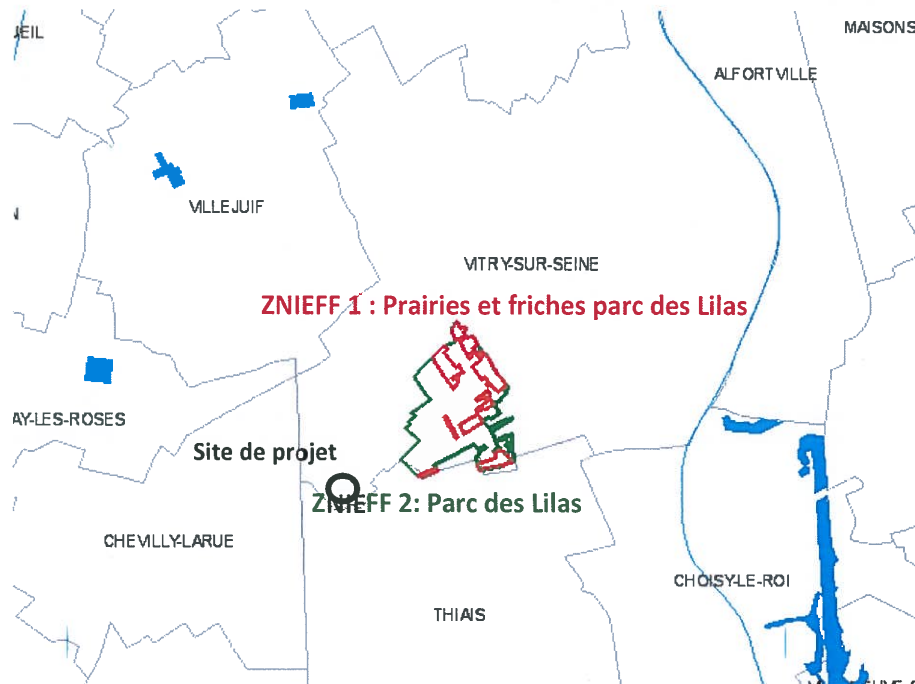 MAISONS
ALFORTVILLE
VILLEJUIF
VITRY-SUR-SEINE
ZNIEFF 1 : Prairies et friches parc des Lilas
AY-LES-ROSES
Site de projet
ZNIEFF 2: Parc des Lilas
CHEVILLY-LARUE
CHOISY-LE-ROI
THIAIS